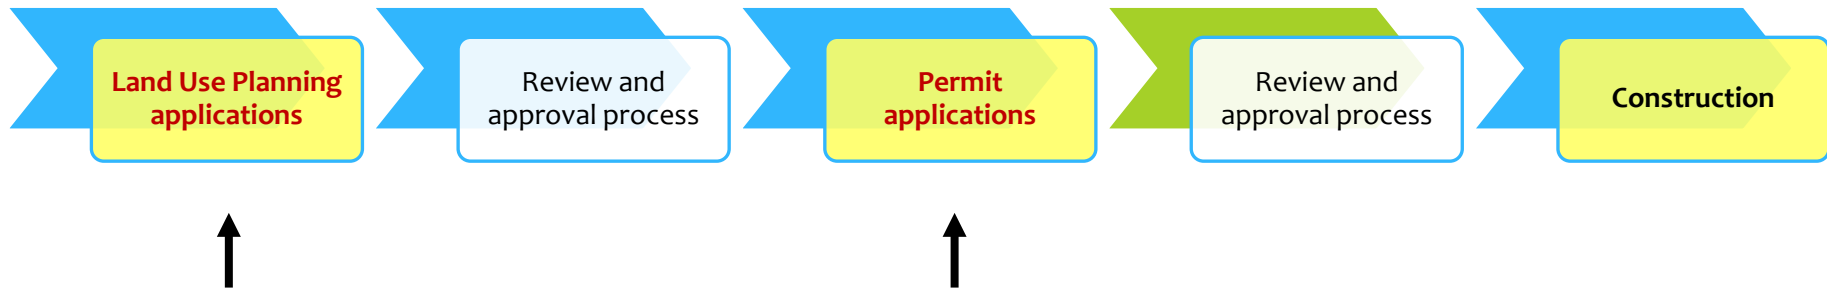 Land Use Planning
applications
Review and
approval process
Permit
applications
Review and
approval process
Construction